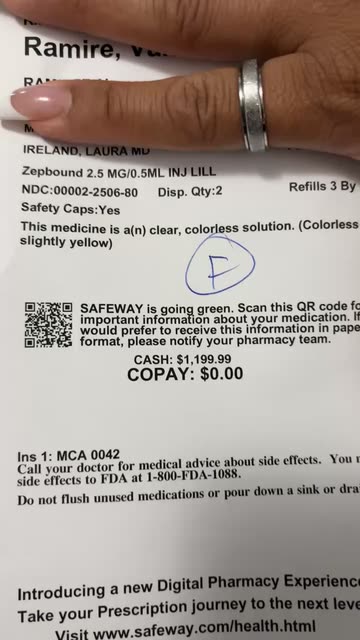 Ramire,
IRELAND, LAURA MD
Zepbound 2.5 MG/0.5ML INJ LILL
NDC:00002-2506-80 Disp. Qty:2 Refills 3 By
Safety Caps:Yes
This medicine is a(n) clear, colorless solution. (Colorless
slightly yellow)
F
SAFEWAY is going green. Scan this QR code fo
important information about your medication. If
would prefer to receive this information in pape
format, please notify your pharmacy team.
CASH: $1,199.99
COPAY: $0.00
Ins 1: MCA 0042
Call your doctor for medical advice about side effects. You
side effects to FDA at 1-800-FDA-1088.
Do not flush unused medications or pour down a sink or dra
Introducing a new Digital Pharmacy Experienc
Take your Prescription journey to the next leve
Visit www.safeway.com/health.html